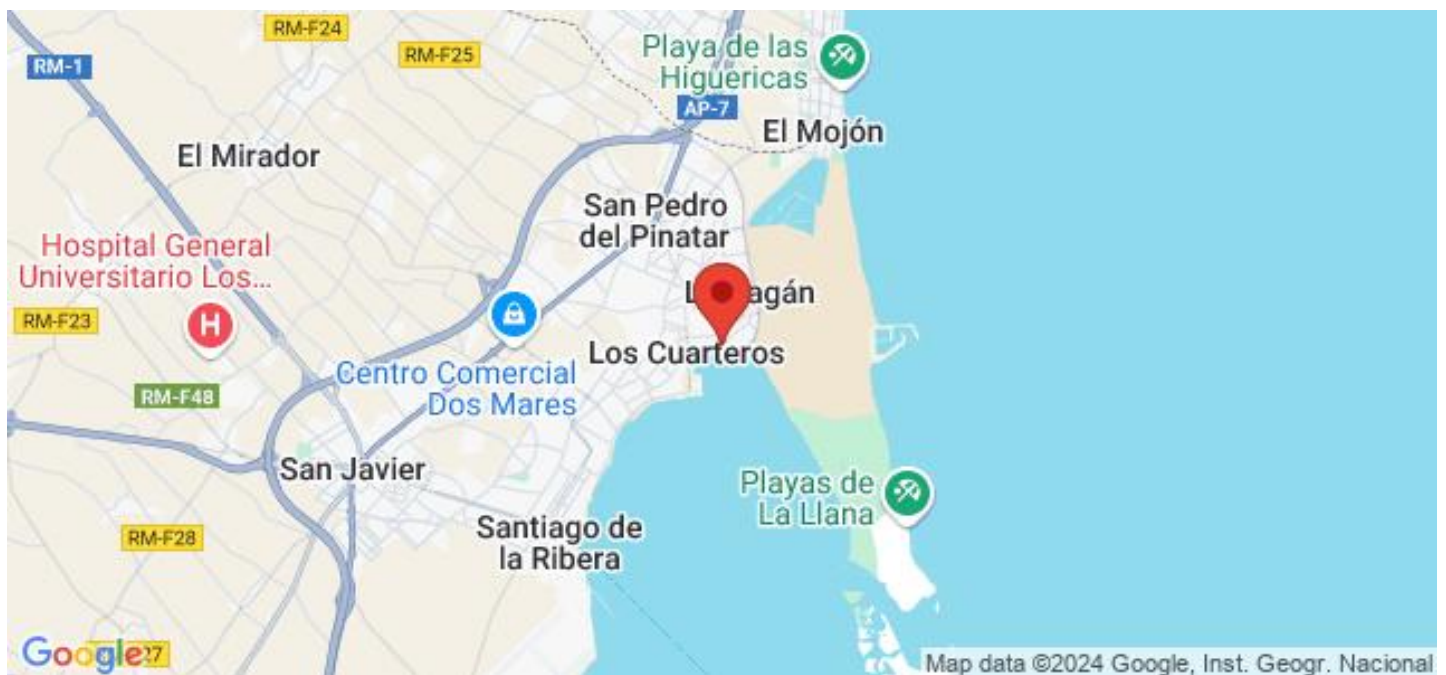 RM-F24
RM-1
RM-F25
Playa de las
Higuericas
AP-7
El Mojón
El Mirador
San Pedro
del Pinatar
Hospital General
Universitario Los...
H
agán
RM-F23
Los Cuarteros
Centro Comercial
Dos Mares
RM-F48
San Javier
Playas de
La Llana
Santiago de
la Ribera
RM-F28
Google
Map data ©2024 Google, Inst. Geogr. Nacional